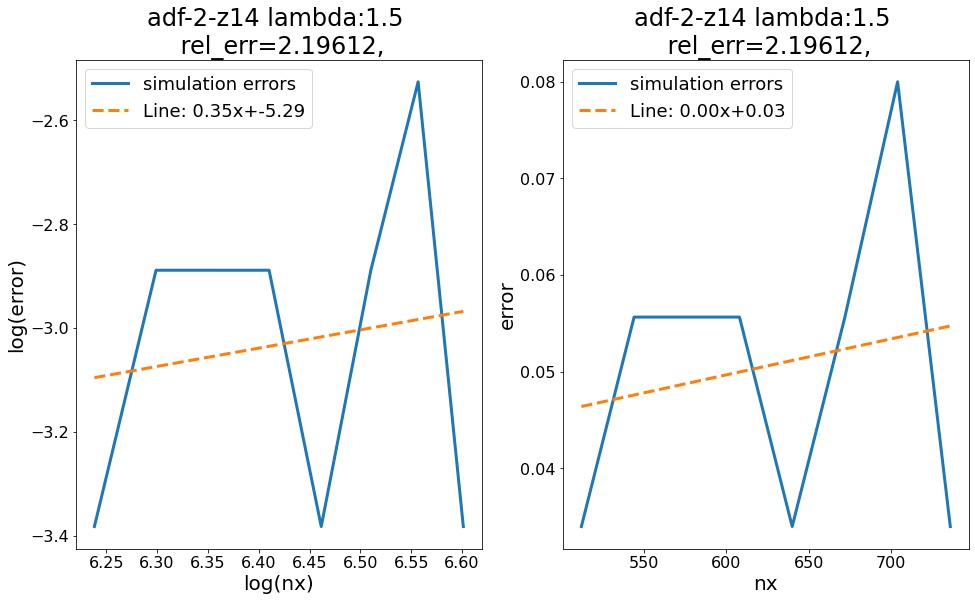 adf-2-z14 lambda:1.5
rel_err=2.19612,
simulation errors
Line: 0.35x+-5.29
log(error)
−2.6
−2.8
−3.0
−3.2
−3.4
6.25
6.30
6.35
6.40
6.45
6.50
6.55
6.60
log(nx)
adf-2-z14 lambda:1.5
rel_err=2.19612,
simulation errors
Line: 0.00x+0.03
error
0.08
0.07
0.06
0.05
0.04
550
600
650
700
nx